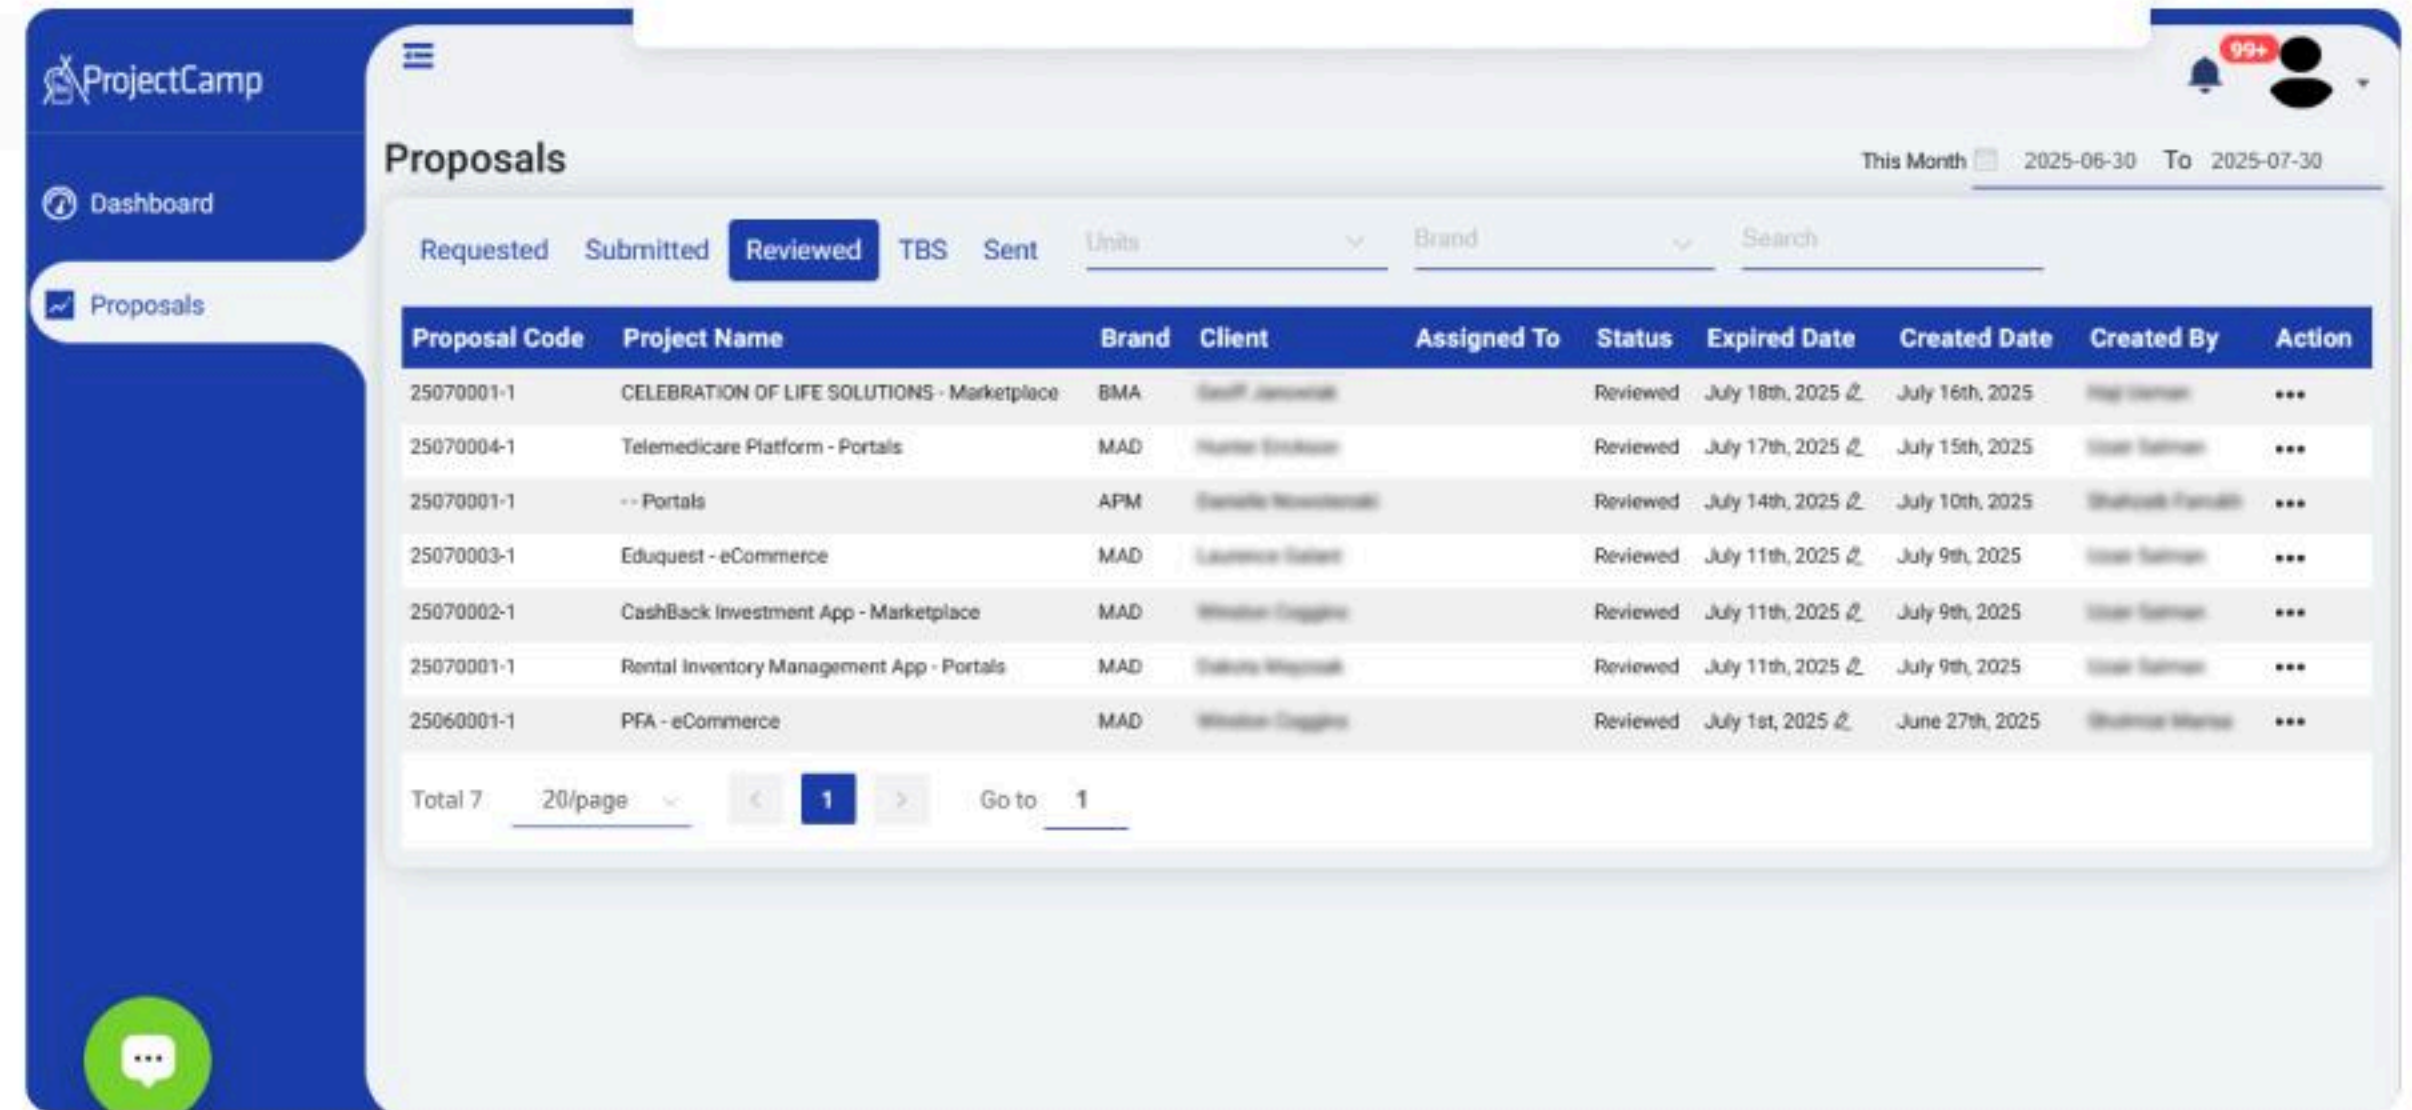 ProjectCamp
99+
Dashboard
Proposals
Proposals
This Month 2025-06-30 To 2025-07-30
Requested Submitted Reviewed TBS Sent Units Brand Search
Proposal Code Project Name Brand Client Assigned To Status Expired Date Created Date Created By Action
25070001-1 CELEBRATION OF LIFE SOLUTIONS - Marketplace BMA Reviewed July 18th, 2025 July 16th, 2025
25070004-1 Telemedicare Platform - Portals MAD Reviewed July 17th, 2025 July 15th, 2025
25070001-1 - - Portals APM Reviewed July 14th, 2025 July 10th, 2025
25070003-1 Eduquest - eCommerce MAD Reviewed July 11th, 2025 July 9th, 2025
25070002-1 CashBack Investment App - Marketplace MAD Reviewed July 11th, 2025 July 9th, 2025
25070001-1 Rental Inventory Management App - Portals MAD Reviewed July 11th, 2025 July 9th, 2025
25060001-1 PFA - eCommerce MAD Reviewed July 1st, 2025 June 27th, 2025
Total 7 20/page < 1 > Go to 1